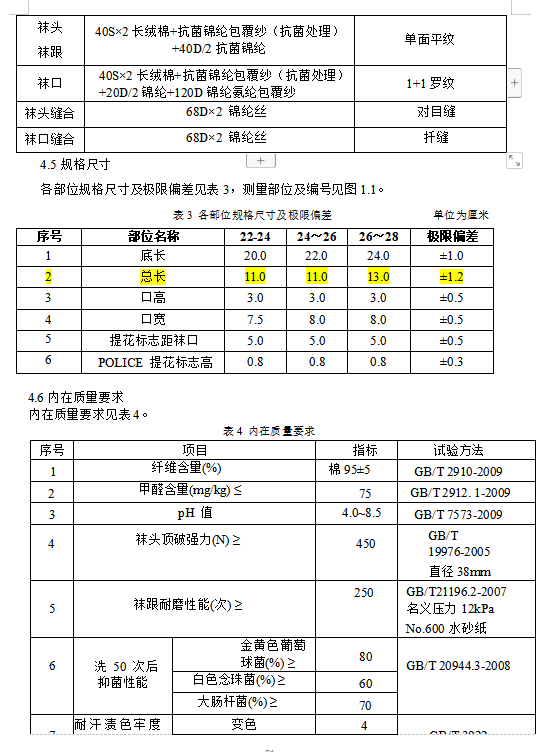 袜头
袜跟
40S×2 长绒棉+抗菌锦纶包覆纱（抗菌处理）
+40D/2 抗菌锦纶
单面平纹
袜口
40S×2 长绒棉+抗菌锦纶包覆纱（抗菌处理）
+20D/2 锦纶+120D 锦纶氨纶包覆纱
1+1 罗纹
袜头缝合 68D×2 锦纶丝 对目缝
袜口缝合 68D×2 锦纶丝 扦缝
4.5 规格尺寸
各部位规格尺寸及极限偏差见表 3，测量部位及编号见图 1.1。
表 3 各部位规格尺寸及极限偏差 单位为厘米
序号 部位名称 22-24 24～26 26～28 极限偏差
1 底长 20.0 22.0 24.0 ±1.0
2 总长 11.0 11.0 13.0 ±1.2
3 口高 3.0 3.0 3.0 ±0.5
4 口宽 7.5 8.0 8.0 ±0.5
5 提花标志距袜口 5.0 5.0 5.0 ±0.5
6 POLICE 提花标志高 0.8 0.8 0.8 ±0.3
4.6 内在质量要求
内在质量要求见表 4。
表 4 内在质量要求
序号 项目 指标 试验方法
1 纤维含量(%) 棉 95±5 GB/T 2910-2009
2 甲醛含量(mg/kg) ≤ 75 GB/T 2912. 1-2009
3 pH 值 4.0~8.5 GB/T 7573-2009
4 袜头顶破强力(N) ≥ 450 GB/T
19976-2005
直径 38mm
5 袜跟耐磨性能(次) ≥ 250 GB/T21196.2-2007
名义压力 12kPa
No.600 水砂纸
6 洗 50 次后
抑菌性能
金黄色葡萄
球菌(%) ≥ 80 GB/T 20944.3-2008
白色念珠菌(%) ≥ 60
大肠杆菌(%) ≥ 70
耐汗渍色牢度 变色 4